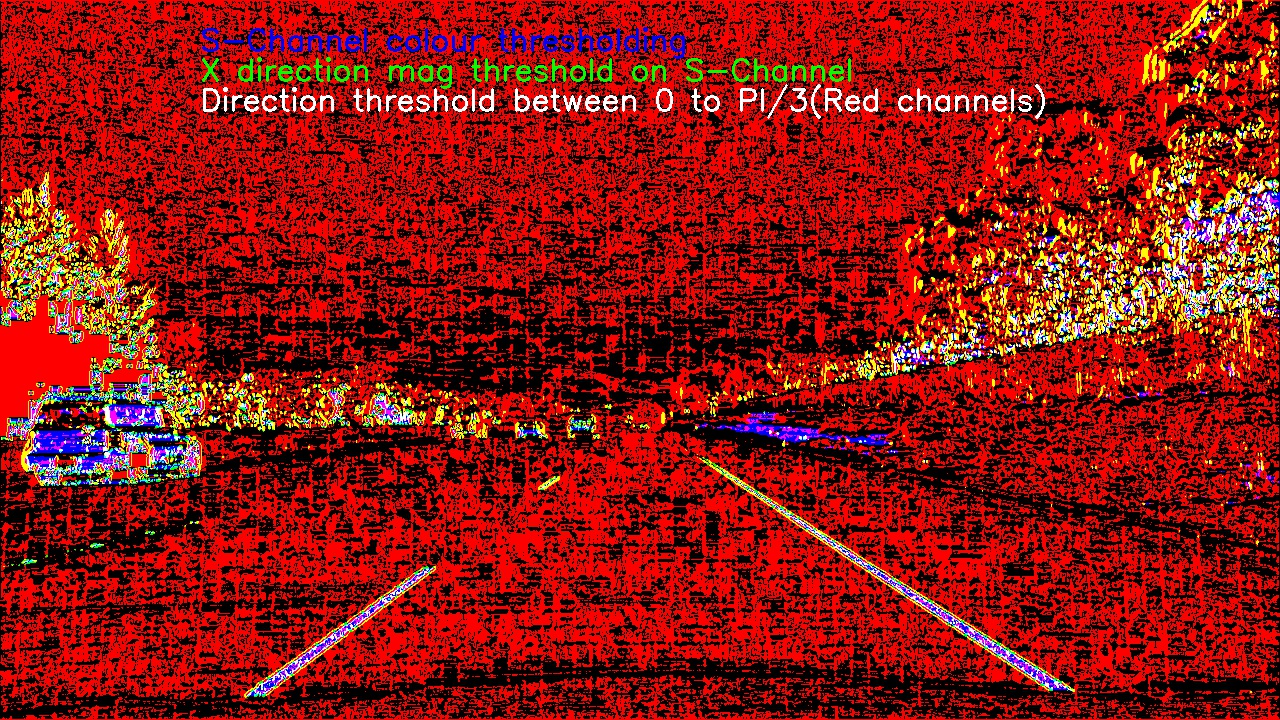 S-Channel colour thresholding
X direction mag threshold on S-Channel
Direction threshold between 0 to PI/3(Red channels)